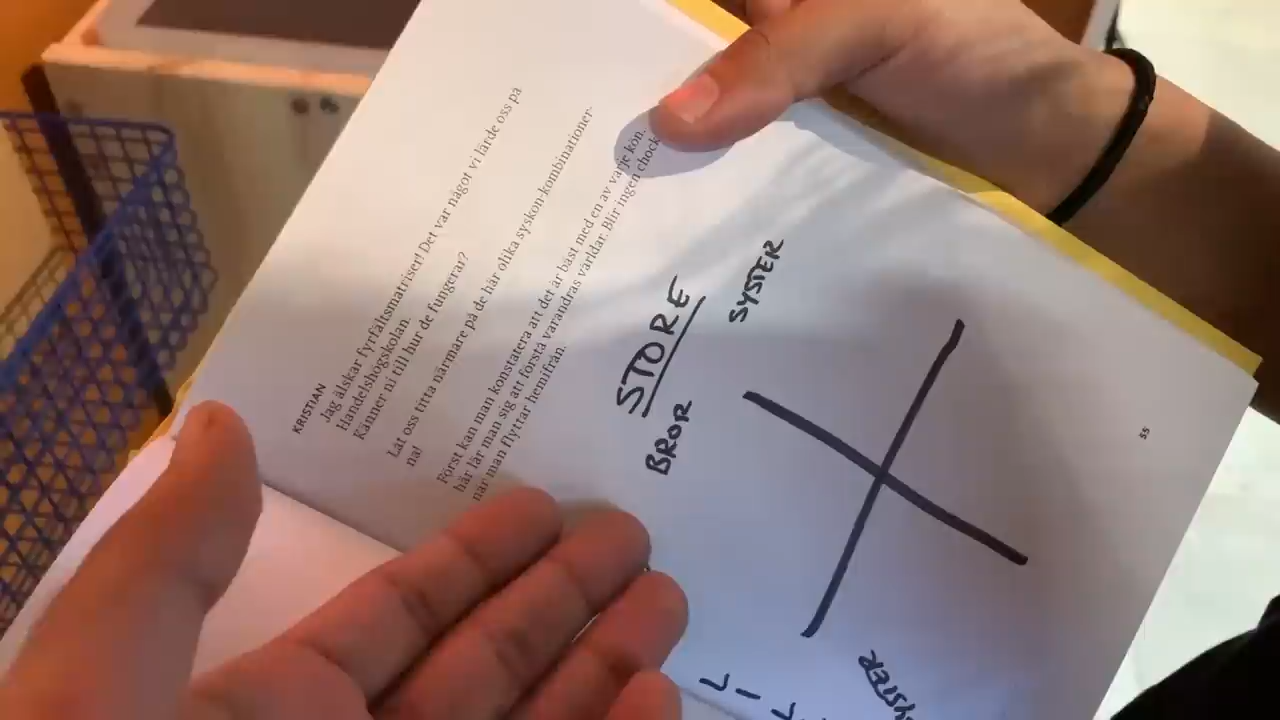 KRISTIAN
Jag älskar fyrfältsmatriser! Det var något vi lärde oss på
Handelshögskolan.
Känner ni till hur de fungerar?
Låt oss titta närmare på de här olika syskon-kombinationer-
na!
Först kan man konstatera att det är bäst med en av varje kön.
här lär man sig att förstå varandras världar. Blir ingen chock
när man flyttar hemifrån.
STORE
BROR SYSTER
SYSTER
55